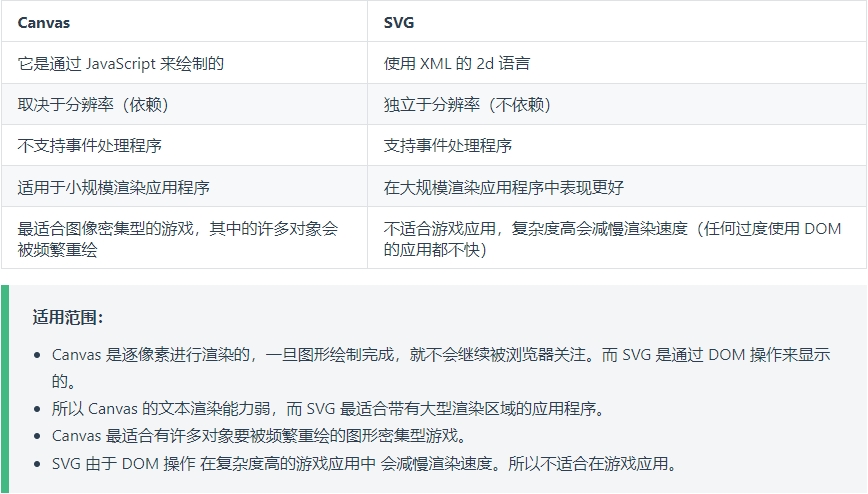 Canvas
SVG
它是通过 JavaScript 来绘制的
使用 XML 的 2d 语言
取决于分辨率（依赖）
独立于分辨率（不依赖）
不支持事件处理程序
支持事件处理程序
适用于小规模渲染应用程序
在大规模渲染应用程序中表现更好
最适合图像密集型的游戏，其中的许多对象会
被频繁重绘
不适合游戏应用，复杂度高会减慢渲染速度（任何过度使用 DOM
的应用都不快）
适用范围：
Canvas 是逐像素进行渲染的，一旦图形绘制完成，就不会继续被浏览器关注。而 SVG 是通过 DOM 操作来显示
的。
所以 Canvas 的文本渲染能力弱，而 SVG 最适合带有大型渲染区域的应用程序。
Canvas 最适合有许多对象要被频繁重绘的图形密集型游戏。
SVG 由于 DOM 操作 在复杂度高的游戏应用中 会减慢渲染速度。所以不适合在游戏应用。